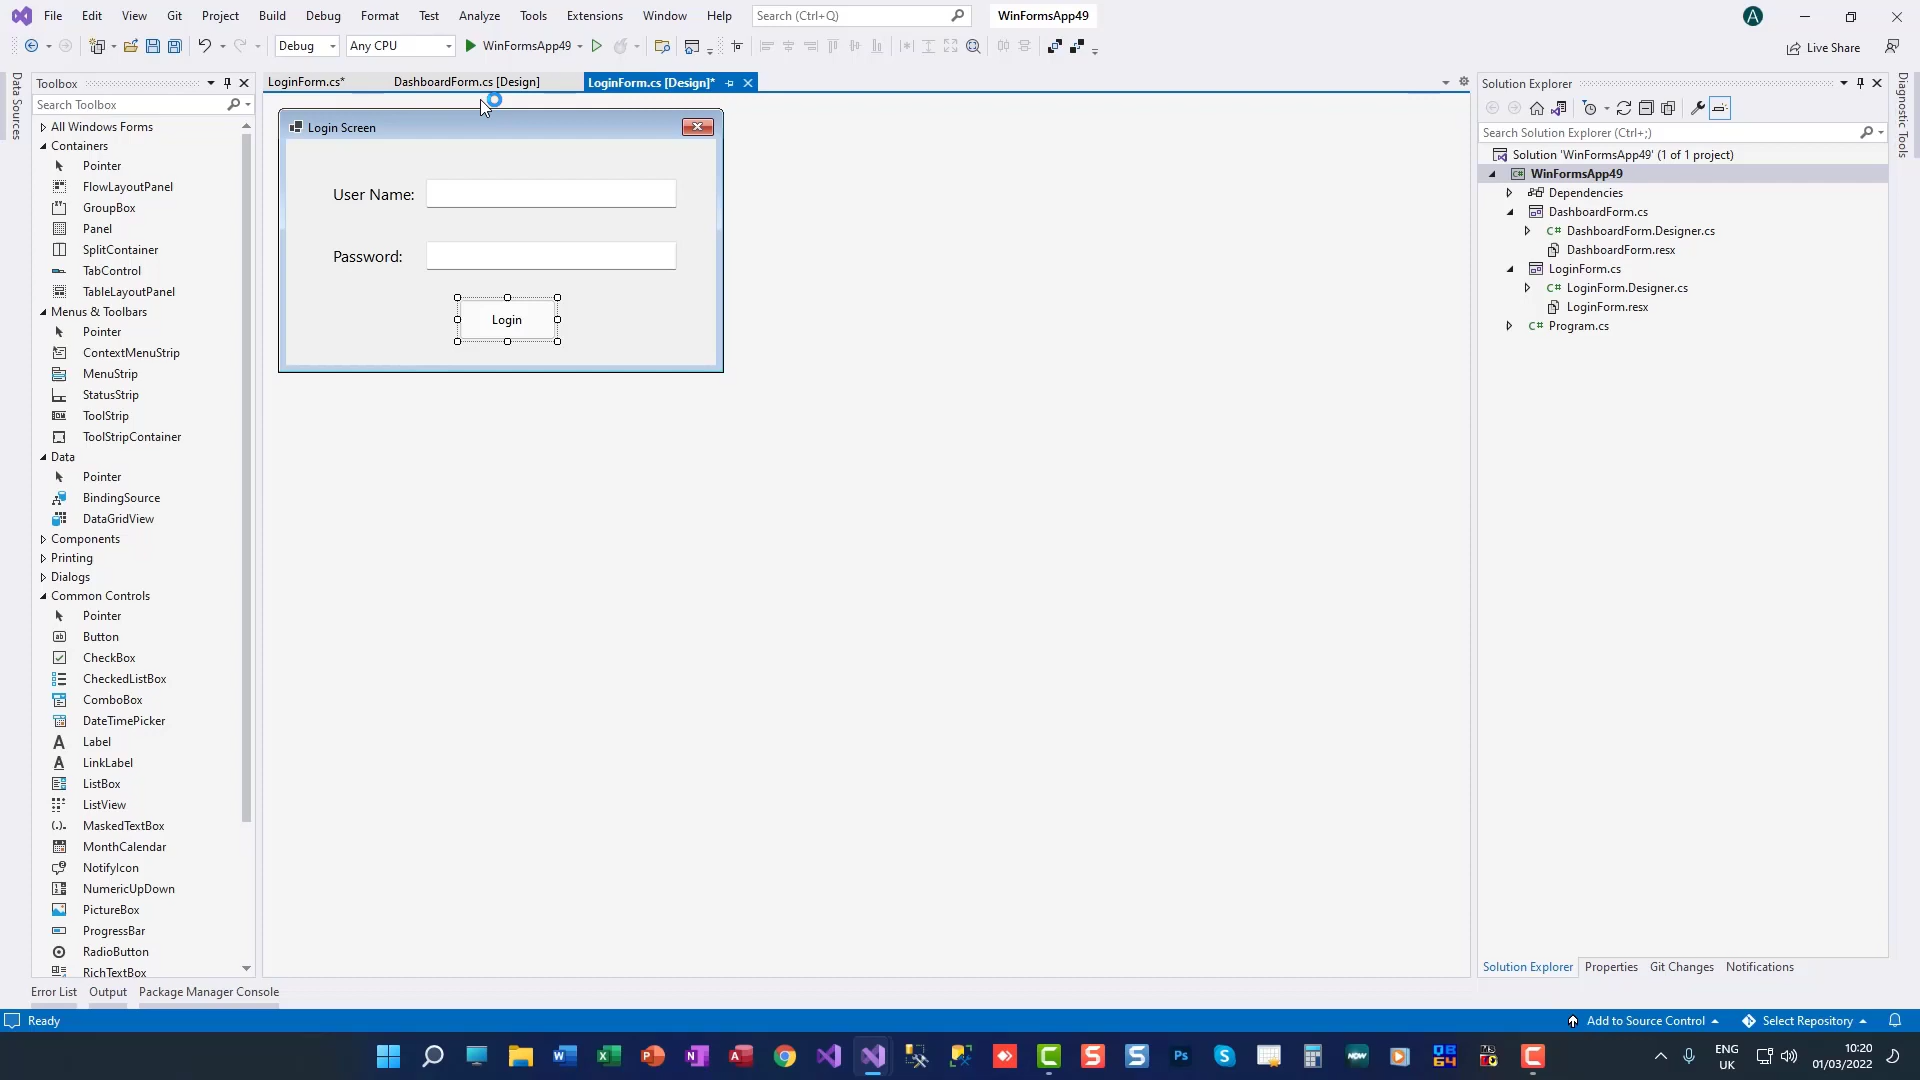 File Edit View Git Project Build Debug Format Test Analyze Tools Extensions Window Help Search (Ctrl+Q) WinFormsApp49 A
Debug Any CPU WinFormsApp49 Live Share
Data Sources
Toolbox
Search Toolbox
All Windows Forms
Containers
Pointer
FlowLayoutPanel
GroupBox
Panel
SplitContainer
TabControl
TableLayoutPanel
Menus & Toolbars
Pointer
ContextMenuStrip
MenuStrip
StatusStrip
ToolStrip
ToolStripContainer
Data
Pointer
BindingSource
DataGridView
Components
Printing
Dialogs
Common Controls
Pointer
Button
CheckBox
CheckedListBox
ComboBox
DateTimePicker
Label
LinkLabel
ListBox
ListView
MaskedTextBox
MonthCalendar
NotifyIcon
NumericUpDown
PictureBox
ProgressBar
RadioButton
RichTextBox
LoginForm.cs* DashboardForm.cs [Design] LoginForm.cs [Design]*
Login Screen
User Name:
Password:
Login
Solution Explorer
Search Solution Explorer (Ctrl+;)
Solution 'WinFormsApp49' (1 of 1 project)
WinFormsApp49
Dependencies
DashboardForm.cs
DashboardForm.Designer.cs
DashboardForm.resx
LoginForm.cs
LoginForm.Designer.cs
LoginForm.resx
Program.cs
Solution Explorer Properties Git Changes Notifications
Diagnostic Tools
Error List Output Package Manager Console
Ready Add to Source Control Select Repository
ENG
UK
10:20
01/03/2022